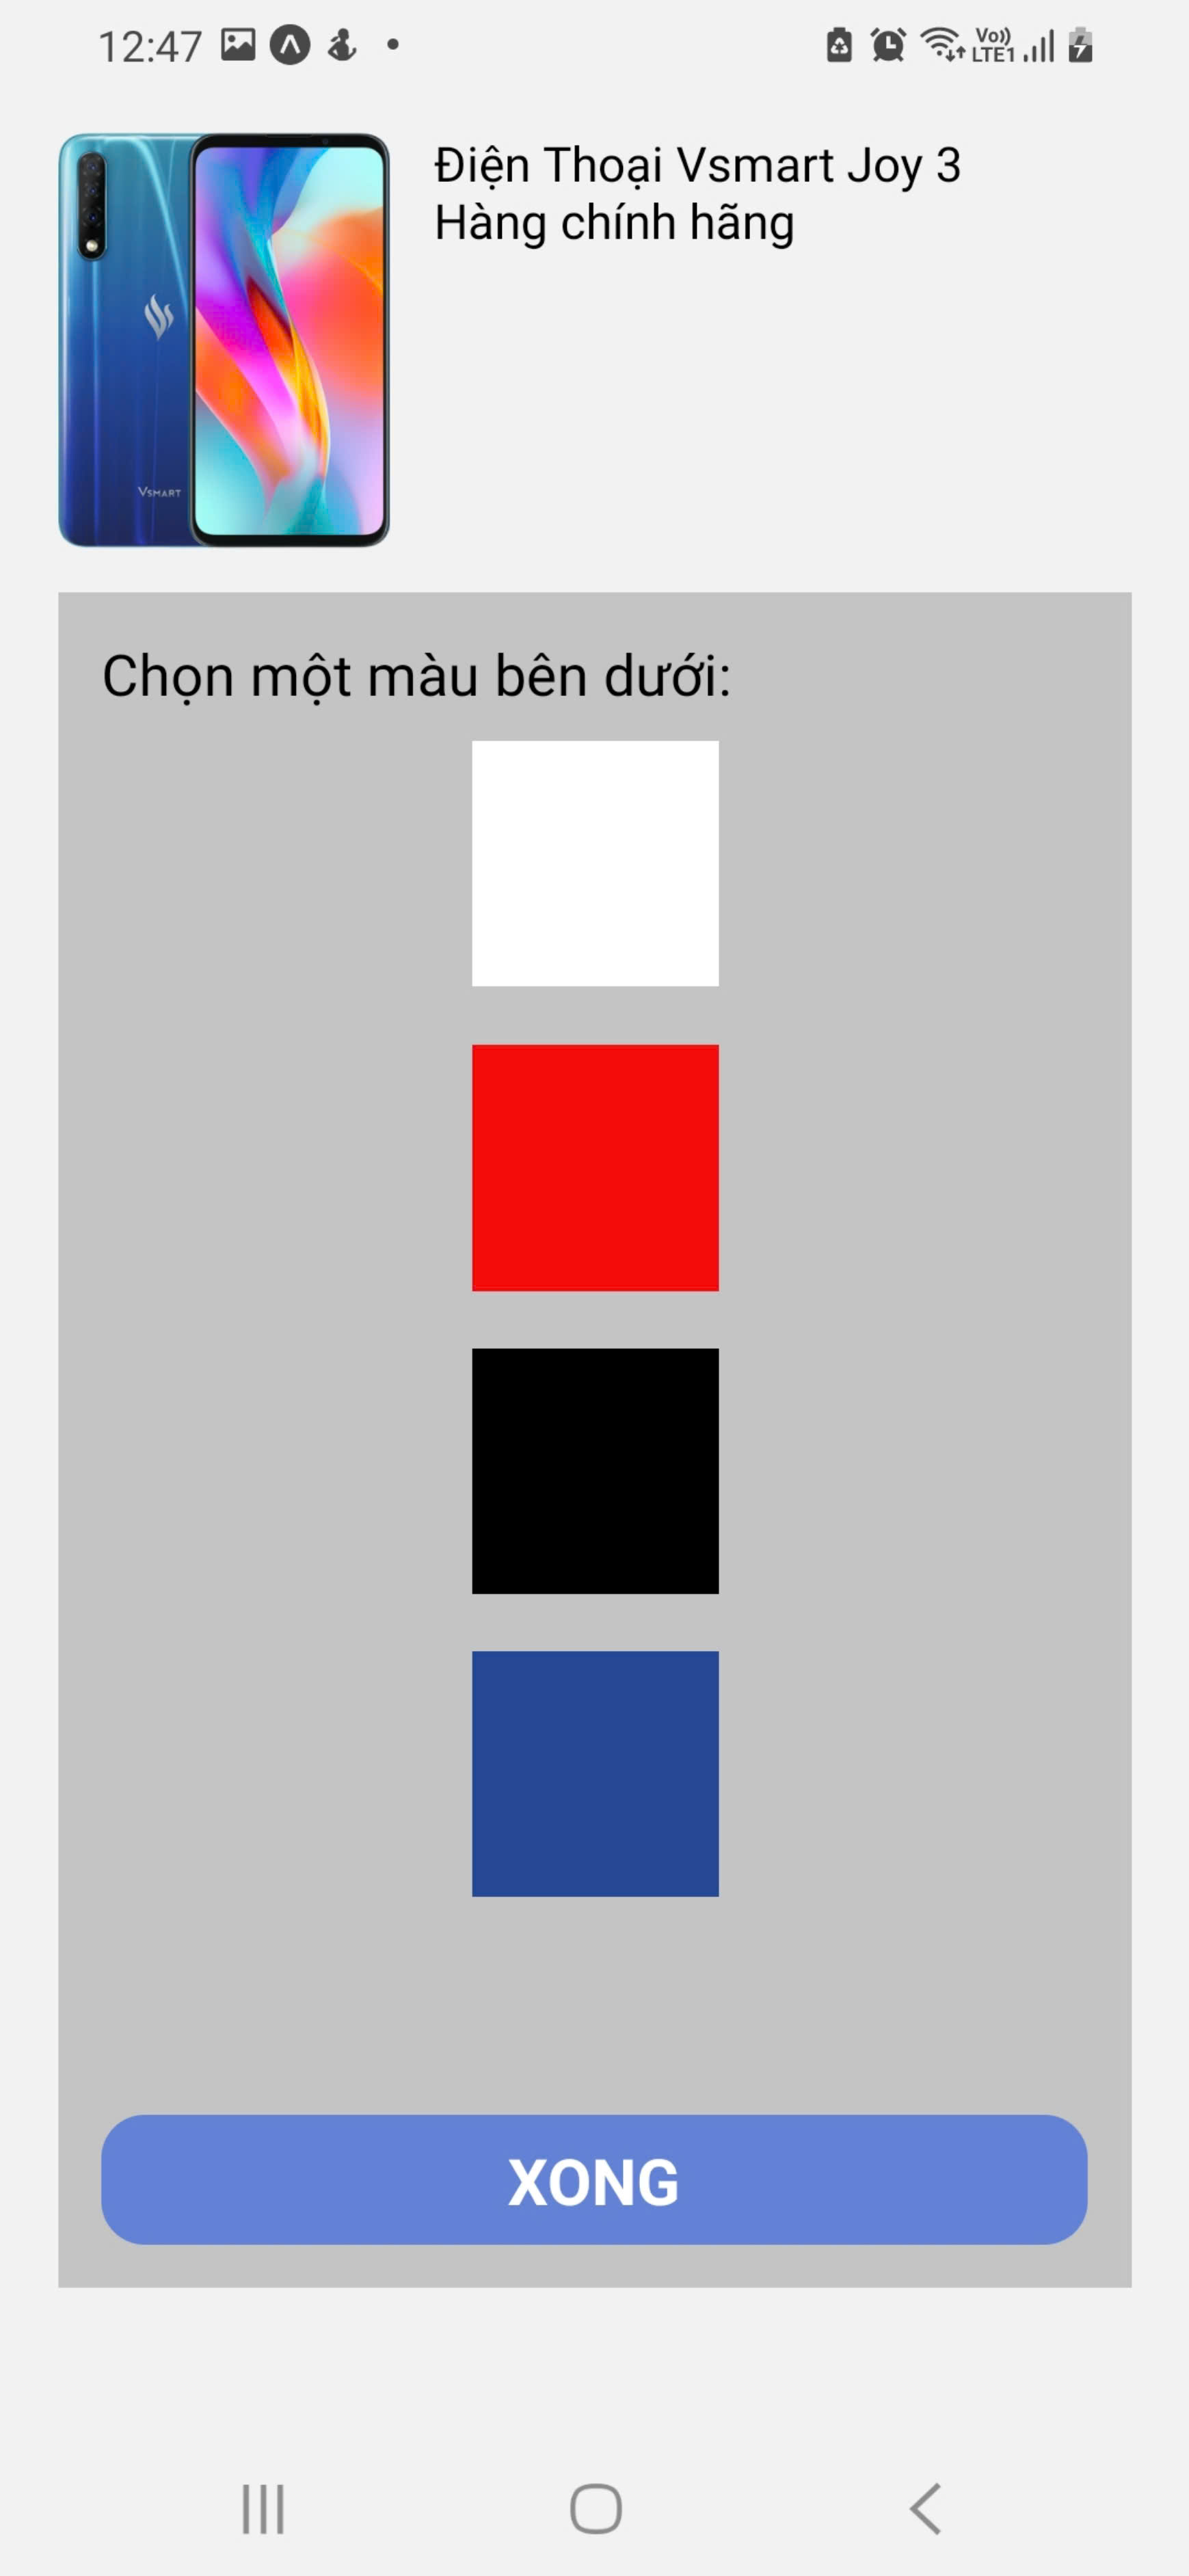 12:47
Vo))
LTE1
Điện Thoại Vsmart Joy 3
Hàng chính hãng
VSMART
Chọn một màu bên dưới:
XONG